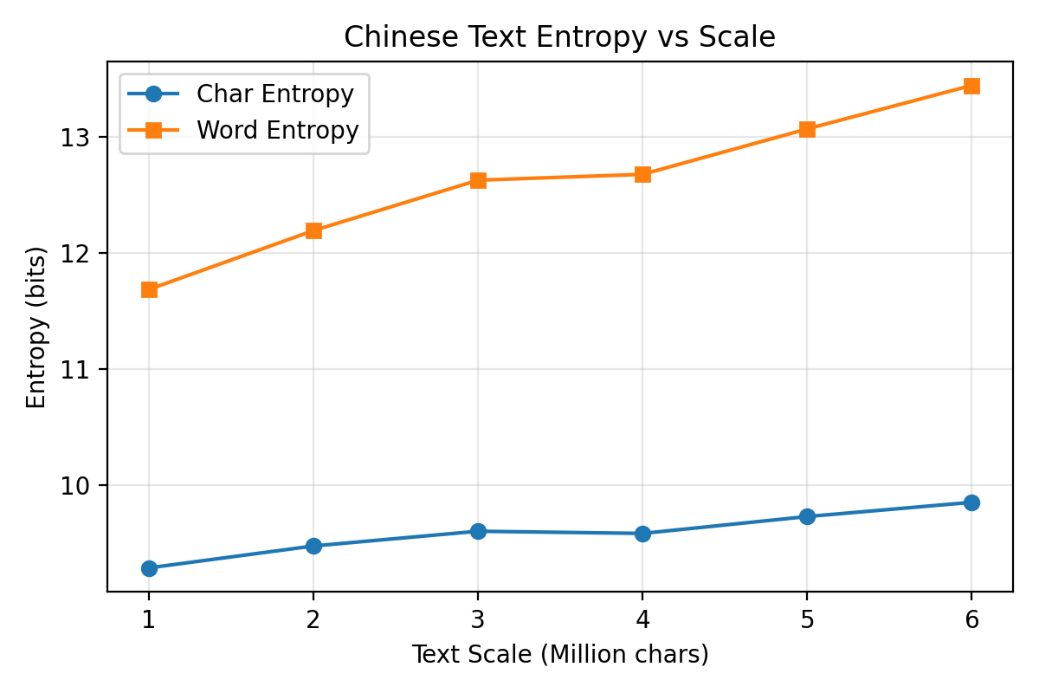 Chinese Text Entropy vs Scale
Char Entropy
Word Entropy
Entropy (bits)
13
12
11
10
1 2 3 4 5 6
Text Scale (Million chars)